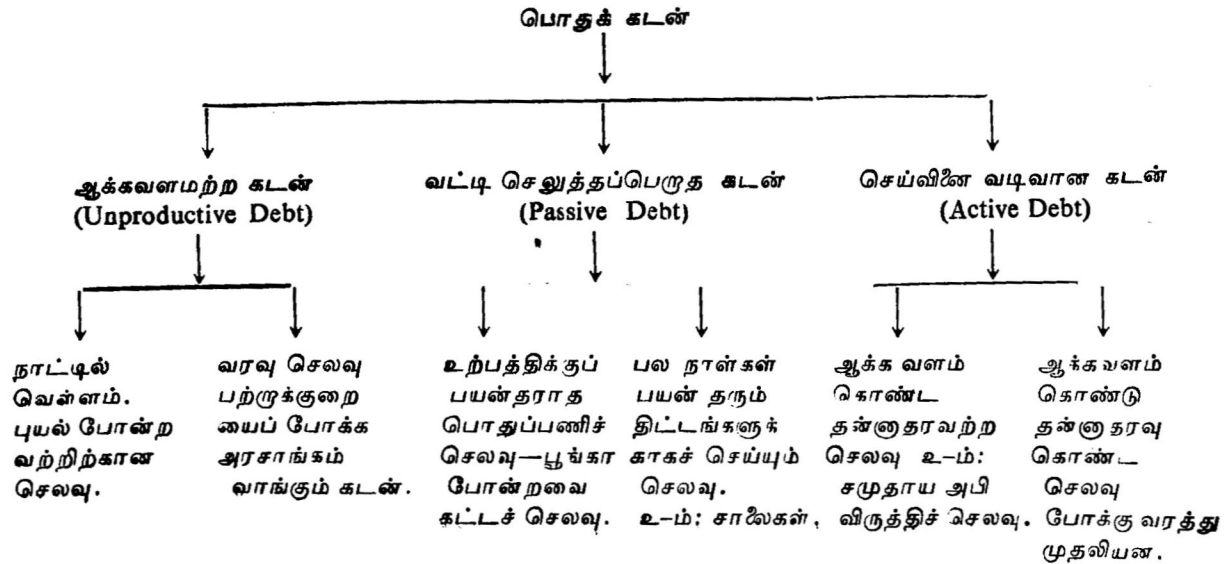 பொதுக் கடன்
ஆக்கவளமற்ற கடன்
(Unproductive Debt)
வட்டி செலுத்தப்பெறாத கடன்
(Passive Debt)
செய்வினை வடிவான கடன்
(Active Debt)
நாட்டில்
வெள்ளம்.
புயல் போன்ற
வற்றிற்கான
செலவு.
வரவு செலவு
பற்றாக்குறை
யைப் போக்க
அரசாங்கம்
வாங்கும் கடன்.
உற்பத்திக்குப்
பயன்தராத
பொதுப்பணிச்
செலவு—பூங்கா
போன்றவை
கட்டச் செலவு.
பல நாள்கள்
பயன் தரும்
திட்டங்களுக்
காகச் செய்யும்
செலவு.
உ-ம்: சாலைகள்,
ஆக்க வளம்
கொண்ட
தன்னாதரவற்ற
செலவு உ-ம்:
சமுதாய அபி
விருத்திச் செலவு.
ஆக்கவளம்
கொண்டு
தன்னாதரவு
கொண்ட
செலவு
போக்கு வரத்து
முதலியன.